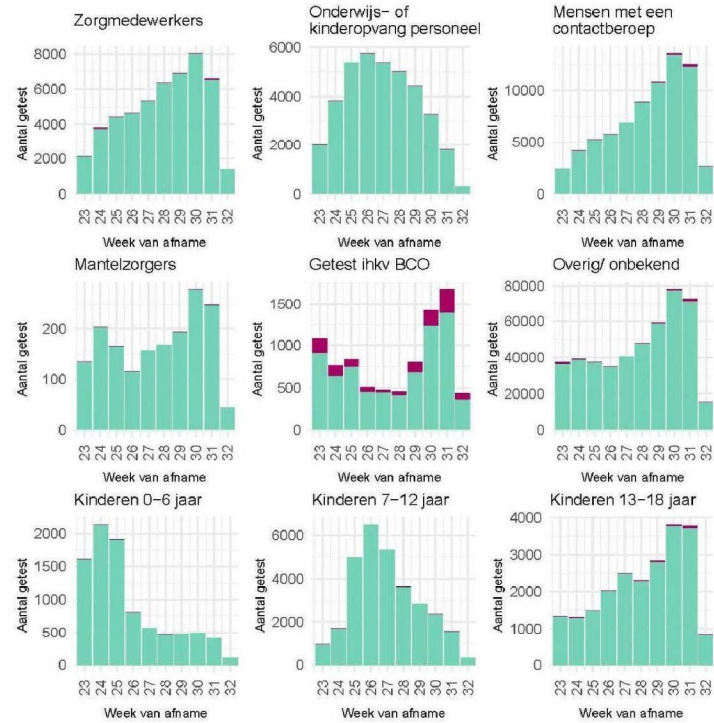 Zorgmedewerkers
Aantal getest
8000
6000
4000
2000
0
23 24 25 26 27 28 29 30 31 32
Week van afname
Onderwijs- of
kinderopvang personeel
Aantal getest
6000
4000
2000
0
23 24 25 26 27 28 29 30 31 32
Week van afname
Mensen met een
contactberoep
Aantal getest
10000
5000
0
23 24 25 26 27 28 29 30 31 32
Week van afname
Mantelzorgers
Aantal getest
200
100
0
23 24 25 26 27 28 29 30 31 32
Week van afname
Getest ihkv BCO
Aantal getest
1500
1000
500
0
23 24 25 26 27 28 29 30 31 32
Week van afname
Overig/ onbekend
Aantal getest
80000
60000
40000
20000
0
23 24 25 26 27 28 29 30 31 32
Week van afname
Kinderen 0-6 jaar
Aantal getest
2000
1500
1000
500
0
23 24 25 26 27 28 29 30 31 32
Week van afname
Kinderen 7-12 jaar
Aantal getest
6000
4000
2000
0
23 24 25 26 27 28 29 30 31 32
Week van afname
Kinderen 13-18 jaar
Aantal getest
4000
3000
2000
1000
0
23 24 25 26 27 28 29 30 31 32
Week van afname